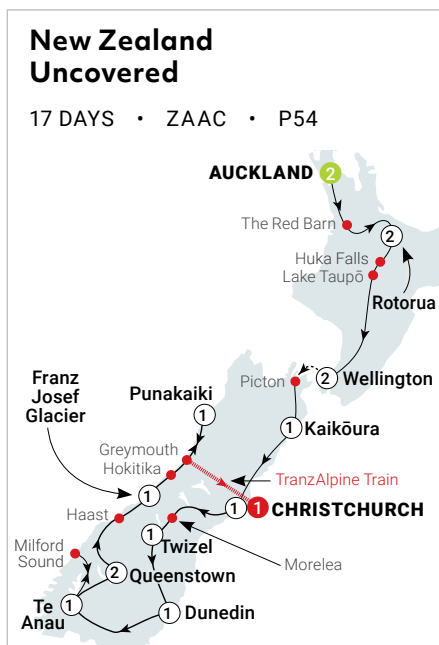 New Zealand
Uncovered
17 DAYS • ZAAC • P54
AUCKLAND 2
The Red Barn
2
Huka Falls
Lake Taupō
Rotorua
Franz
Josef
Glacier
Punakaiki
1
Picton
2 Wellington
1
Kaikōura
Greymouth
Hokitika
TranzAlpine Train
1
1 1 CHRISTCHURCH
Haast
1
Twizel
Morelea
Milford
Sound
2
Queenstown
Te
Anau
1
1 Dunedin